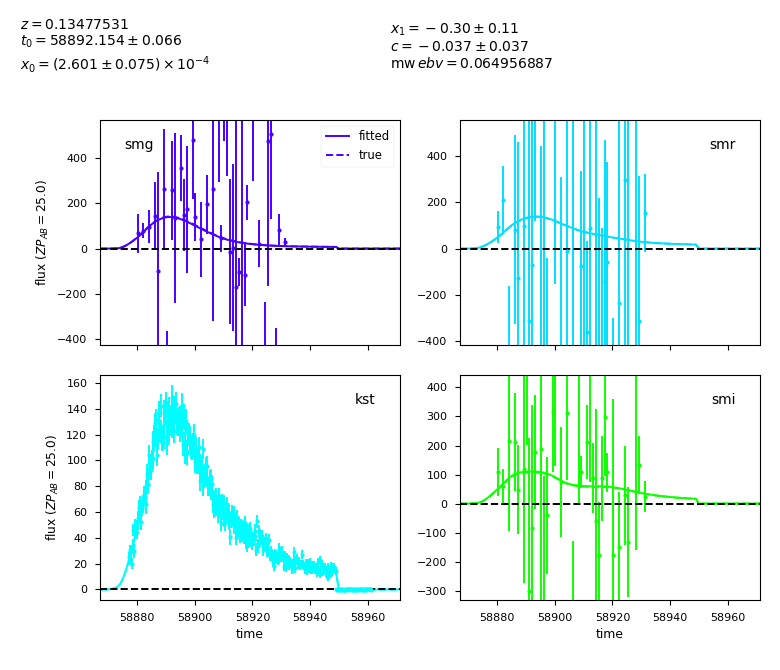 z = 0.13477531
t₀ = 58892.154 ± 0.066
x₀ = (2.601 ± 0.075) × 10⁻⁴
x₁ = −0.30 ± 0.11
c = −0.037 ± 0.037
mw ebv = 0.064956887
smg
fitted
true
400
200
0
−200
−400
flux (ZP_AB = 25.0)
smr
400
200
0
−200
−400
kst
160
140
120
100
80
60
40
20
0
flux (ZP_AB = 25.0)
58880 58900 58920 58940 58960
time
smi
400
300
200
100
0
−100
−200
−300
58880 58900 58920 58940 58960
time